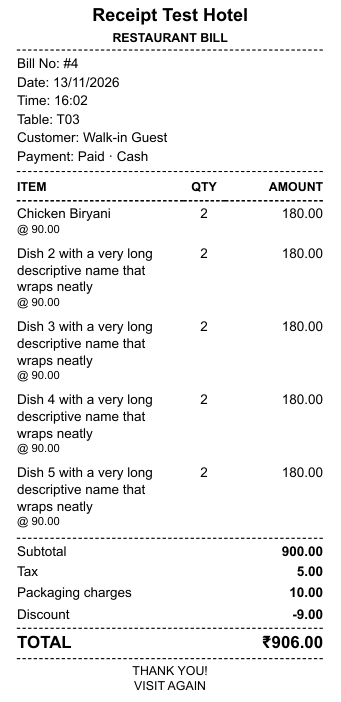 Receipt Test Hotel
RESTAURANT BILL
Bill No: #4
Date: 13/11/2026
Time: 16:02
Table: T03
Customer: Walk-in Guest
Payment: Paid · Cash
ITEM QTY AMOUNT
Chicken Biryani 2 180.00
@ 90.00
Dish 2 with a very long 2 180.00
descriptive name that
wraps neatly
@ 90.00
Dish 3 with a very long 2 180.00
descriptive name that
wraps neatly
@ 90.00
Dish 4 with a very long 2 180.00
descriptive name that
wraps neatly
@ 90.00
Dish 5 with a very long 2 180.00
descriptive name that
wraps neatly
@ 90.00
Subtotal 900.00
Tax 5.00
Packaging charges 10.00
Discount -9.00
TOTAL ₹906.00
THANK YOU!
VISIT AGAIN